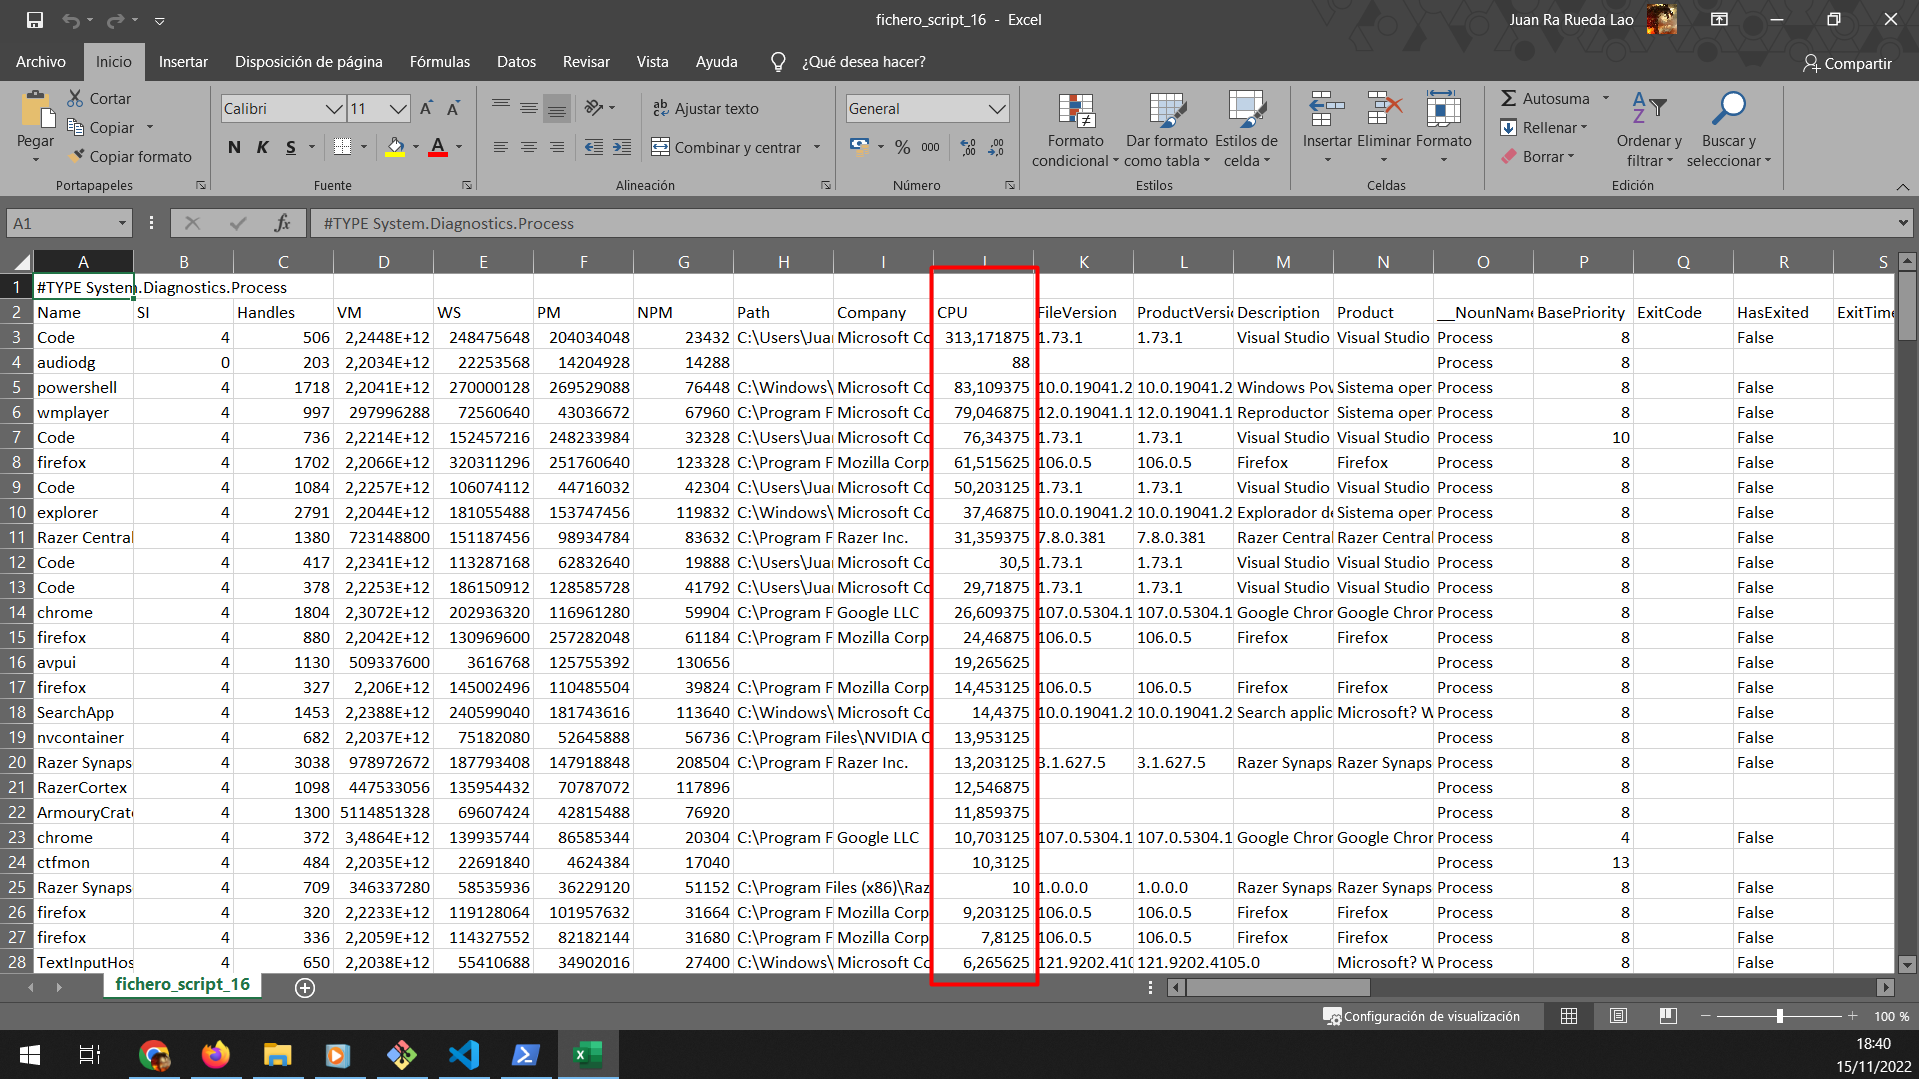 fichero_script_16 - Excel
Juan Ra Rueda Lao
Archivo Inicio Insertar Disposición de página Fórmulas Datos Revisar Vista Ayuda ¿Qué desea hacer? Compartir
Pegar
Cortar
Copiar
Copiar formato
Portapapeles
Calibri 11
N K S
Fuente
Ajustar texto
Combinar y centrar
Alineación
General
% 000
Número
Formato condicional
Dar formato como tabla
Estilos de celda
Estilos
Insertar Eliminar Formato
Celdas
Autosuma
Rellenar
Borrar
Ordenar y filtrar
Buscar y seleccionar
Edición
A1 fx #TYPE System.Diagnostics.Process
A B C D E F G H I J K L M N O P Q R S
1 #TYPE System.Diagnostics.Process
2 Name SI Handles VM WS PM NPM Path Company CPU FileVersion ProductVersic Description Product __NounName BasePriority ExitCode HasExited ExitTime
3 Code 4 506 2,2448E+12 248475648 204034048 23432 C:\Users\Juar Microsoft Co 313,171875 1.73.1 1.73.1 Visual Studio Visual Studio Process 8 False
4 audiodg 0 203 2,2034E+12 22253568 14204928 14288 88 Process 8
5 powershell 4 1718 2,2041E+12 270000128 269529088 76448 C:\Windows\ Microsoft Co 83,109375 10.0.19041.2 10.0.19041.2 Windows Pow Sistema oper Process 8 False
6 wmplayer 4 997 297996288 72560640 43036672 67960 C:\Program F Microsoft Co 79,046875 12.0.19041.1 12.0.19041.1 Reproductor Sistema oper Process 8 False
7 Code 4 736 2,2214E+12 152457216 248233984 32328 C:\Users\Juar Microsoft Co 76,34375 1.73.1 1.73.1 Visual Studio Visual Studio Process 10 False
8 firefox 4 1702 2,2066E+12 320311296 251760640 123328 C:\Program F Mozilla Corp 61,515625 106.0.5 106.0.5 Firefox Firefox Process 8 False
9 Code 4 1084 2,2257E+12 106074112 44716032 42304 C:\Users\Juar Microsoft Co 50,203125 1.73.1 1.73.1 Visual Studio Visual Studio Process 8 False
10 explorer 4 2791 2,2044E+12 181055488 153747456 119832 C:\Windows\ Microsoft Co 37,46875 10.0.19041.2 10.0.19041.2 Explorador de Sistema oper Process 8 False
11 Razer Central 4 1380 723148800 151187456 98934784 83632 C:\Program F Razer Inc. 31,359375 7.8.0.381 7.8.0.381 Razer Central Razer Central Process 8 False
12 Code 4 417 2,2341E+12 113287168 62832640 19888 C:\Users\Juar Microsoft Co 30,5 1.73.1 1.73.1 Visual Studio Visual Studio Process 8 False
13 Code 4 378 2,2253E+12 186150912 128585728 41792 C:\Users\Juar Microsoft Co 29,71875 1.73.1 1.73.1 Visual Studio Visual Studio Process 8 False
14 chrome 4 1804 2,3072E+12 202936320 116961280 59904 C:\Program F Google LLC 26,609375 107.0.5304.1 107.0.5304.1 Google Chron Google Chron Process 8 False
15 firefox 4 880 2,2042E+12 130969600 257282048 61184 C:\Program F Mozilla Corp 24,46875 106.0.5 106.0.5 Firefox Firefox Process 8 False
16 avpui 4 1130 509337600 3616768 125755392 130656 19,265625 Process 8 False
17 firefox 4 327 2,206E+12 145002496 110485504 39824 C:\Program F Mozilla Corp 14,453125 106.0.5 106.0.5 Firefox Firefox Process 8 False
18 SearchApp 4 1453 2,2388E+12 240599040 181743616 113640 C:\Windows\ Microsoft Co 14,4375 10.0.19041.2 10.0.19041.2 Search applic Microsoft? W Process 8 False
19 nvcontainer 4 682 2,2037E+12 75182080 52645888 56736 C:\Program Files\NVIDIA C 13,953125 Process 8 False
20 Razer Synaps 4 3038 978972672 187793408 147918848 208504 C:\Program F Razer Inc. 13,203125 3.1.627.5 3.1.627.5 Razer Synaps Razer Synaps Process 8 False
21 RazerCortex 4 1098 447533056 135954432 70787072 117896 12,546875 Process 8
22 ArmouryCrate 4 1300 5114851328 69607424 42815488 76920 11,859375 Process 8
23 chrome 4 372 3,4864E+12 139935744 86585344 20304 C:\Program F Google LLC 10,703125 107.0.5304.1 107.0.5304.1 Google Chron Google Chron Process 4 False
24 ctfmon 4 484 2,2035E+12 22691840 4624384 17040 10,3125 Process 13
25 Razer Synaps 4 709 346337280 58535936 36229120 51152 C:\Program Files (x86)\Raz 10 1.0.0.0 1.0.0.0 Razer Synaps Razer Synaps Process 8 False
26 firefox 4 320 2,2233E+12 119128064 101957632 31664 C:\Program F Mozilla Corp 9,203125 106.0.5 106.0.5 Firefox Firefox Process 8 False
27 firefox 4 336 2,2059E+12 114327552 82182144 31680 C:\Program F Mozilla Corp 7,8125 106.0.5 106.0.5 Firefox Firefox Process 8 False
28 TextInputHos 4 650 2,2038E+12 55410688 34902016 27400 C:\Windows\ Microsoft Co 6,265625 121.9202.4105 121.9202.4105.0 Microsoft? W Process 8 False
fichero_script_16
Configuración de visualización 100 %
18:40
15/11/2022